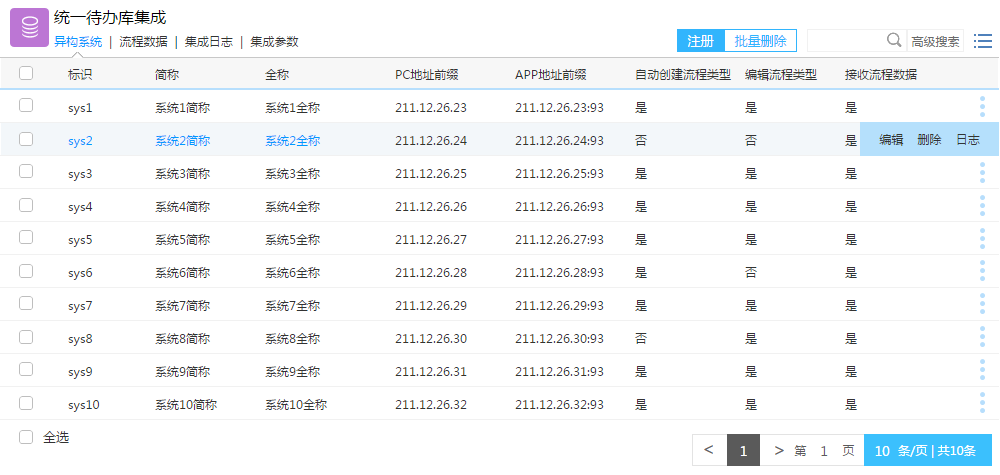 统一待办库集成
异构系统 | 流程数据 | 集成日志 | 集成参数
注册 批量删除 高级搜索
标识 简称 全称 PC地址前缀 APP地址前缀 自动创建流程类型 编辑流程类型 接收流程数据
sys1 系统1简称 系统1全称 211.12.26.23 211.12.26.23:93 是 是 是
sys2 系统2简称 系统2全称 211.12.26.24 211.12.26.24:93 否 否 是 编辑 删除 日志
sys3 系统3简称 系统3全称 211.12.26.25 211.12.26.25:93 是 是 是
sys4 系统4简称 系统4全称 211.12.26.26 211.12.26.26:93 是 是 是
sys5 系统5简称 系统5全称 211.12.26.27 211.12.26.27:93 是 是 是
sys6 系统6简称 系统6全称 211.12.26.28 211.12.26.28:93 是 否 是
sys7 系统7简称 系统7全称 211.12.26.29 211.12.26.29:93 是 是 是
sys8 系统8简称 系统8全称 211.12.26.30 211.12.26.30:93 否 是 是
sys9 系统9简称 系统9全称 211.12.26.31 211.12.26.31:93 是 是 是
sys10 系统10简称 系统10全称 211.12.26.32 211.12.26.32:93 是 是 是
全选
< 1 > 第 1 页 10 条/页 | 共10条